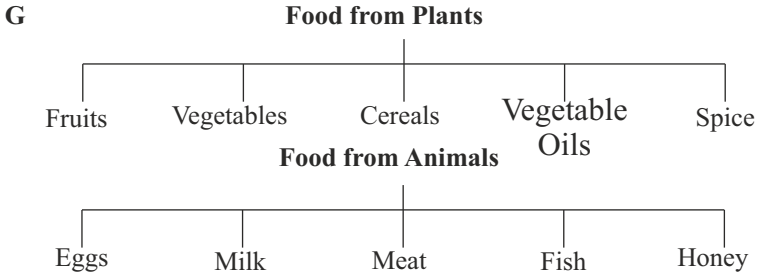 G
Food from Plants
Fruits Vegetables Cereals Vegetable Oils Spice
Food from Animals
Eggs Milk Meat Fish Honey